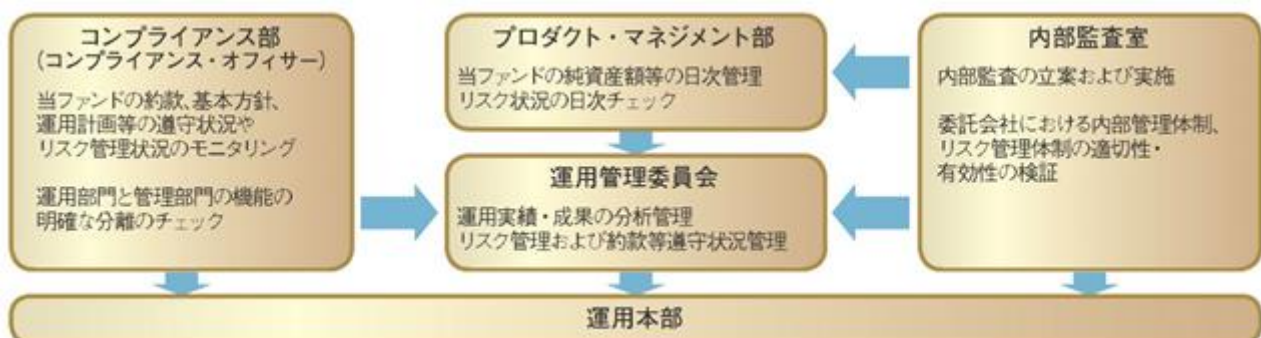 コンプライアンス部
(コンプライアンス・オフィサー)
当ファンドの約款、基本方針、
運用計画等の遵守状況や
リスク管理状況のモニタリング
運用部門と管理部門の機能の
明確な分離のチェック
プロダクト・マネジメント部
当ファンドの純資産額等の日次管理
リスク状況の日次チェック
運用管理委員会
運用実績・成果の分析管理
リスク管理および約款等遵守状況管理
内部監査室
内部監査の立案および実施
委託会社における内部管理体制、
リスク管理体制の適切性・
有効性の検証
運用本部